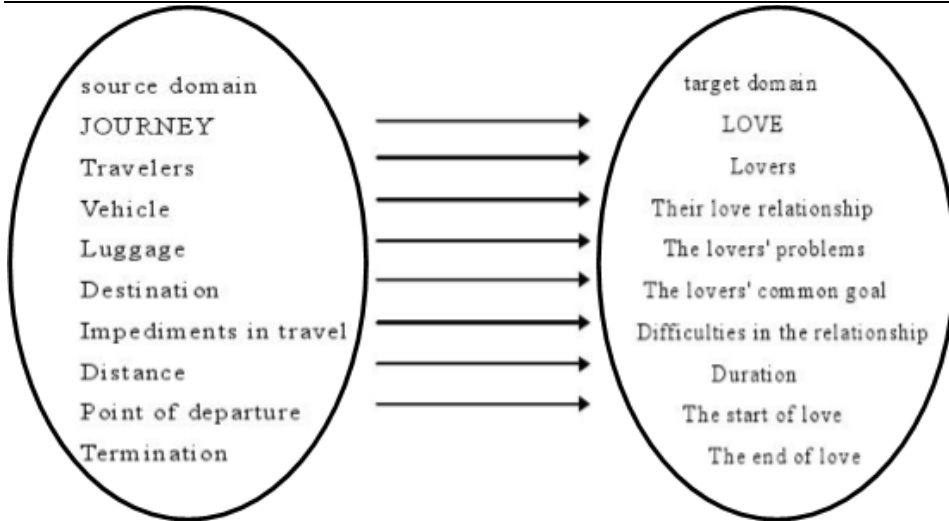 source domain
JOURNEY
Travelers
Vehicle
Luggage
Destination
Impediments in travel
Distance
Point of departure
Termination
target domain
LOVE
Lovers
Their love relationship
The lovers' problems
The lovers' common goal
Difficulties in the relationship
Duration
The start of love
The end of love